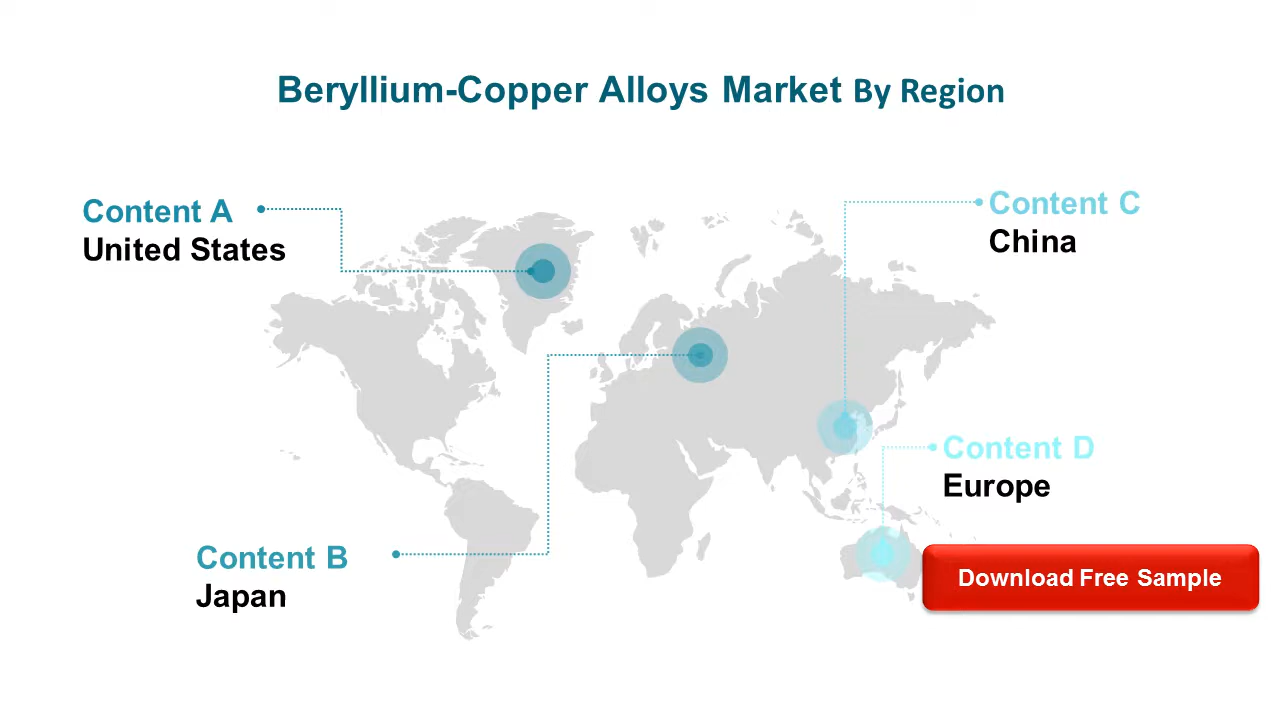 Beryllium-Copper Alloys Market By Region
Content A
United States
Content C
China
Content D
Europe
Content B
Japan
Download Free Sample